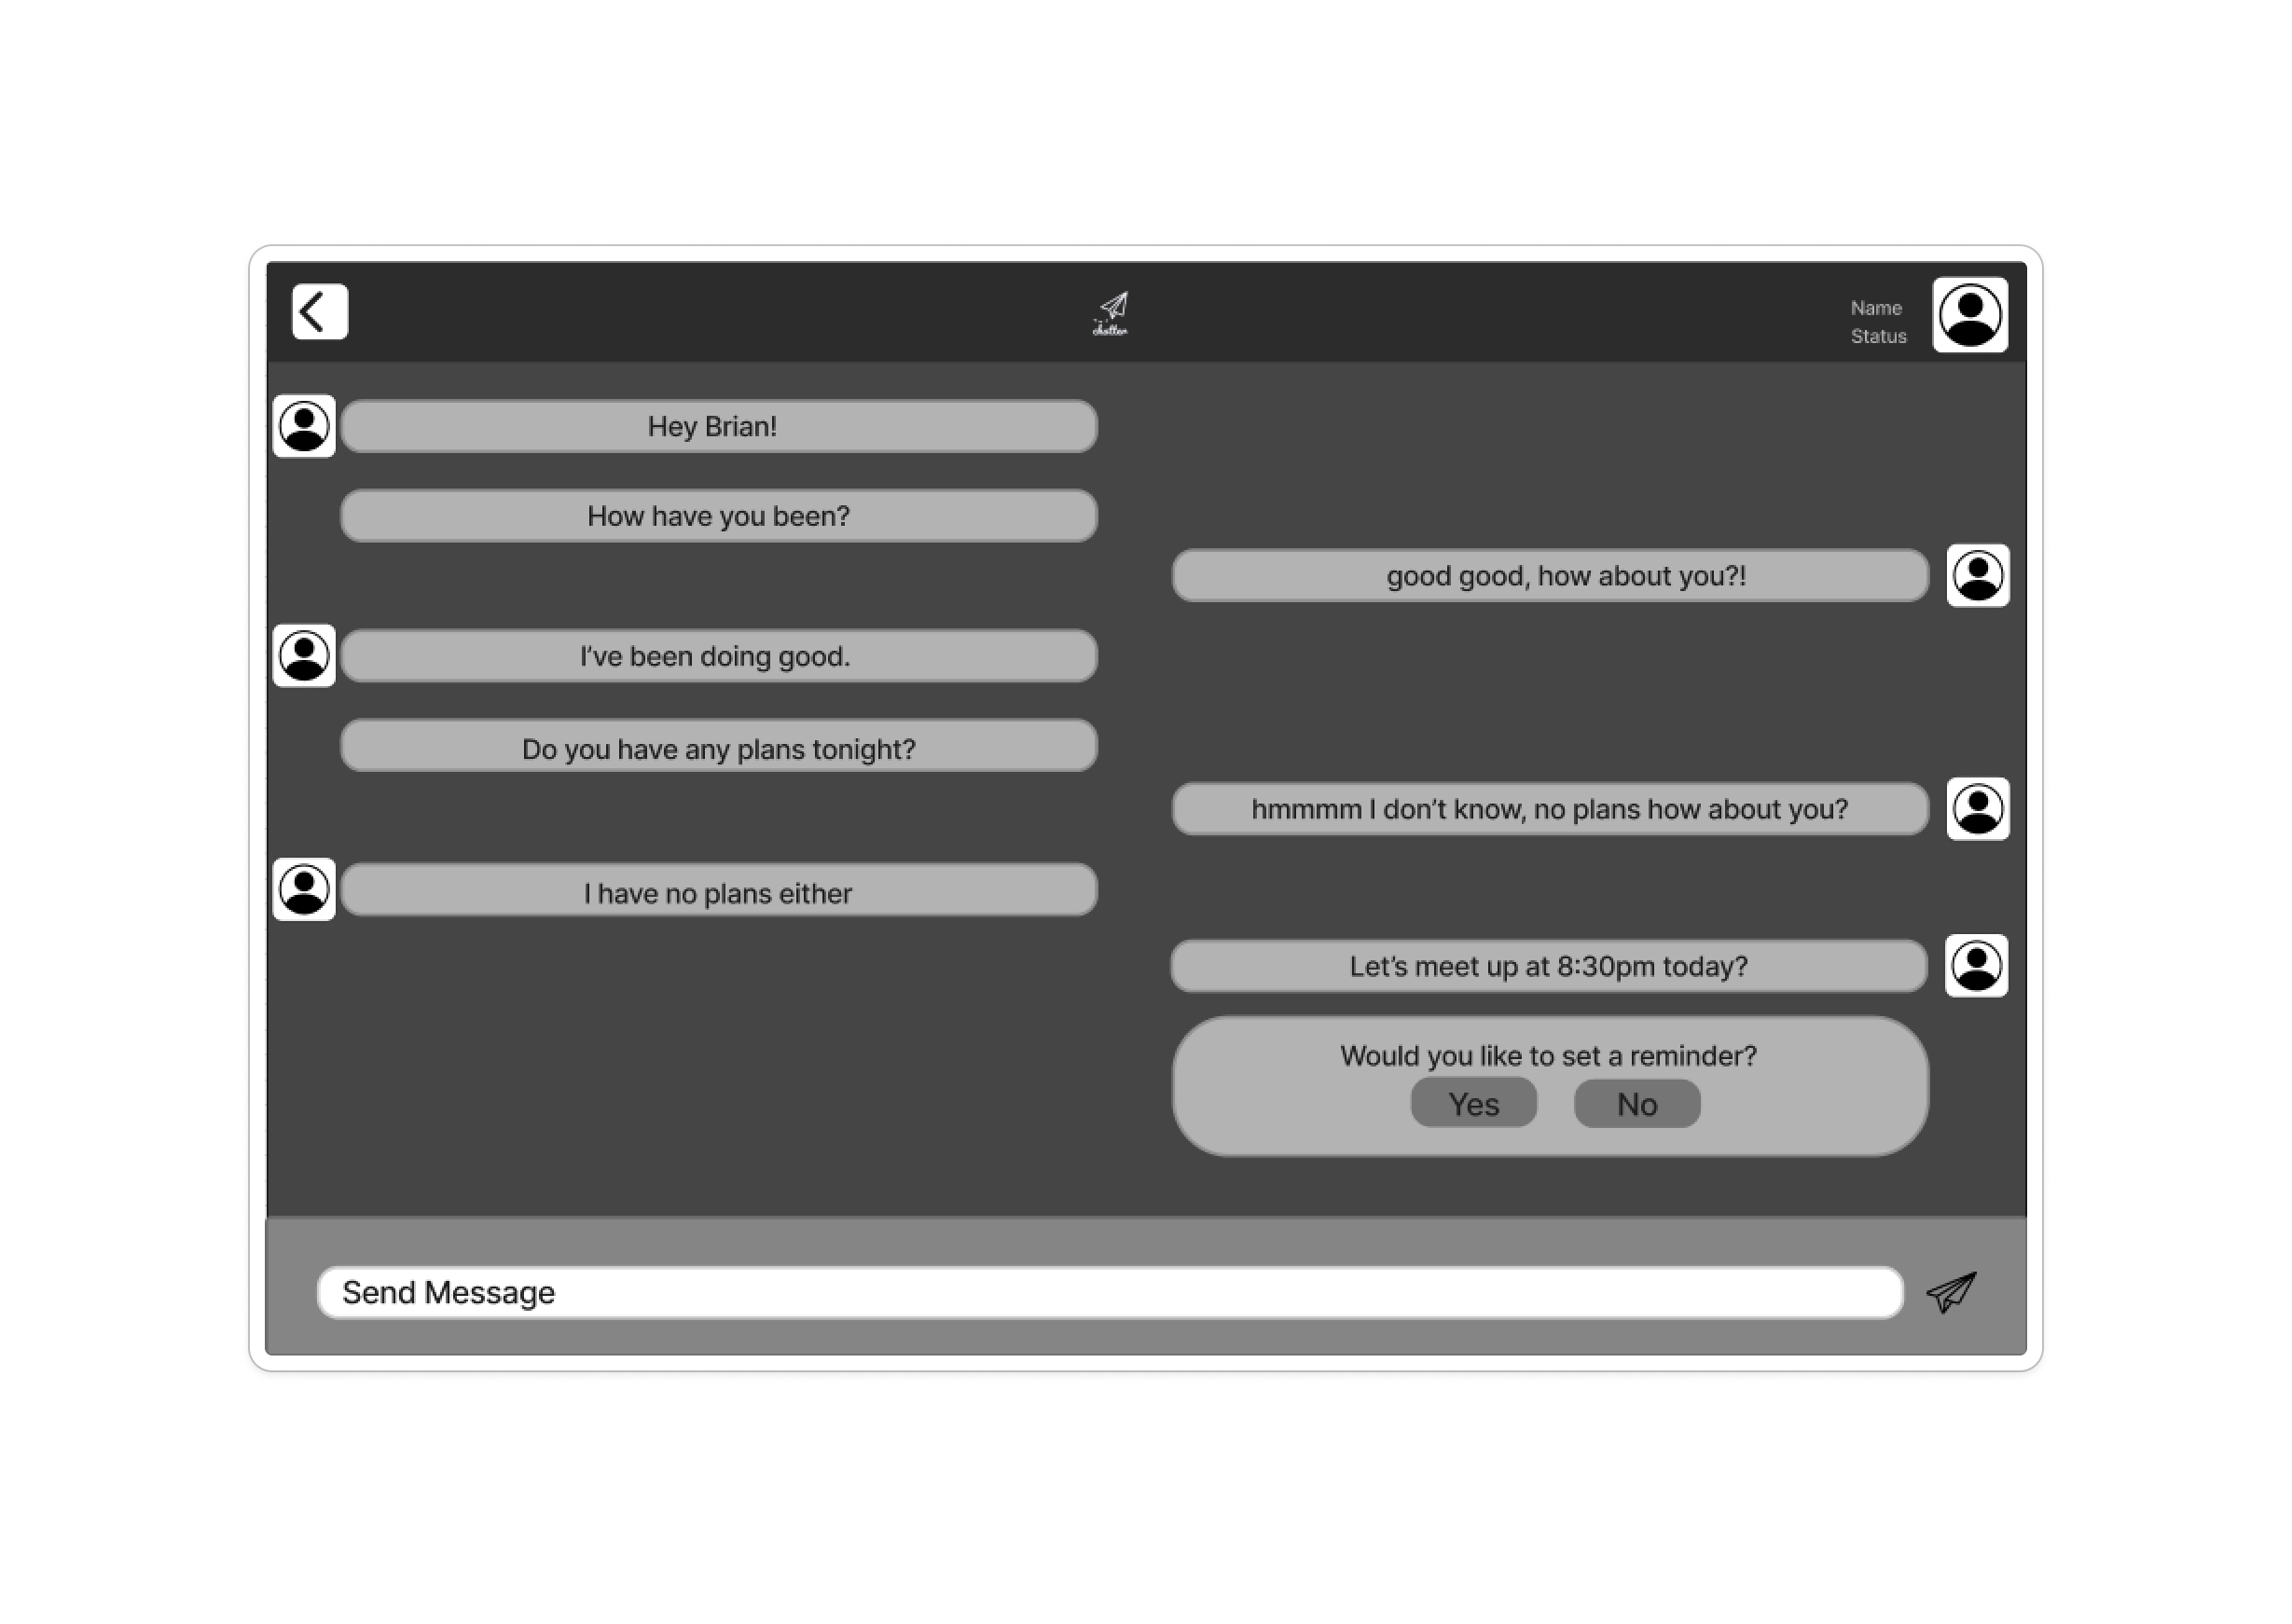 chatter
Name
Status
Hey Brian!
How have you been?
good good, how about you?!
I’ve been doing good.
Do you have any plans tonight?
hmmmm I don’t know, no plans how about you?
I have no plans either
Let’s meet up at 8:30pm today?
Would you like to set a reminder?
Yes No
Send Message